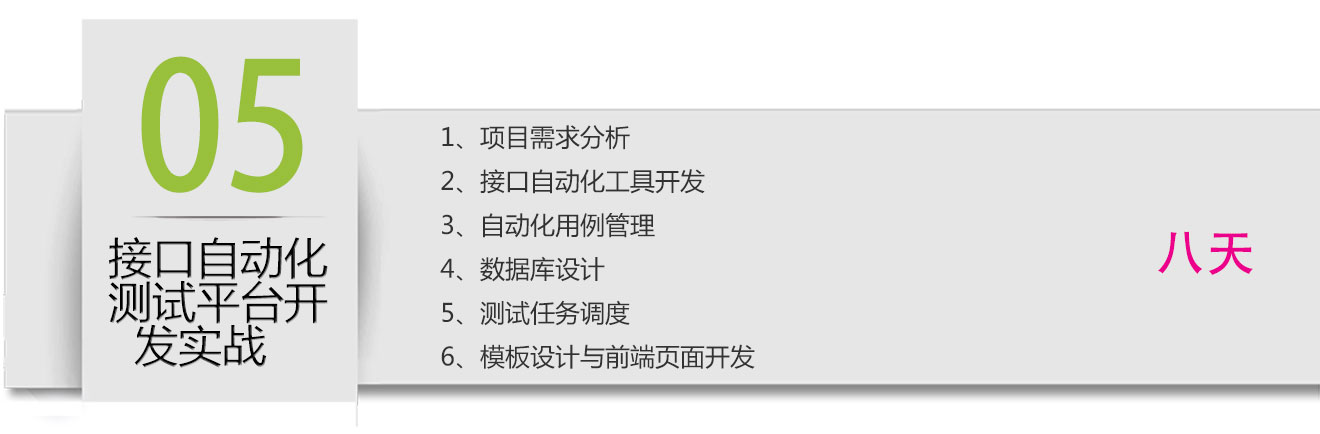 05
接口自动化
测试平台开
发实战
1、项目需求分析
2、接口自动化工具开发
3、自动化用例管理
4、数据库设计
5、测试任务调度
6、模板设计与前端页面开发
八天